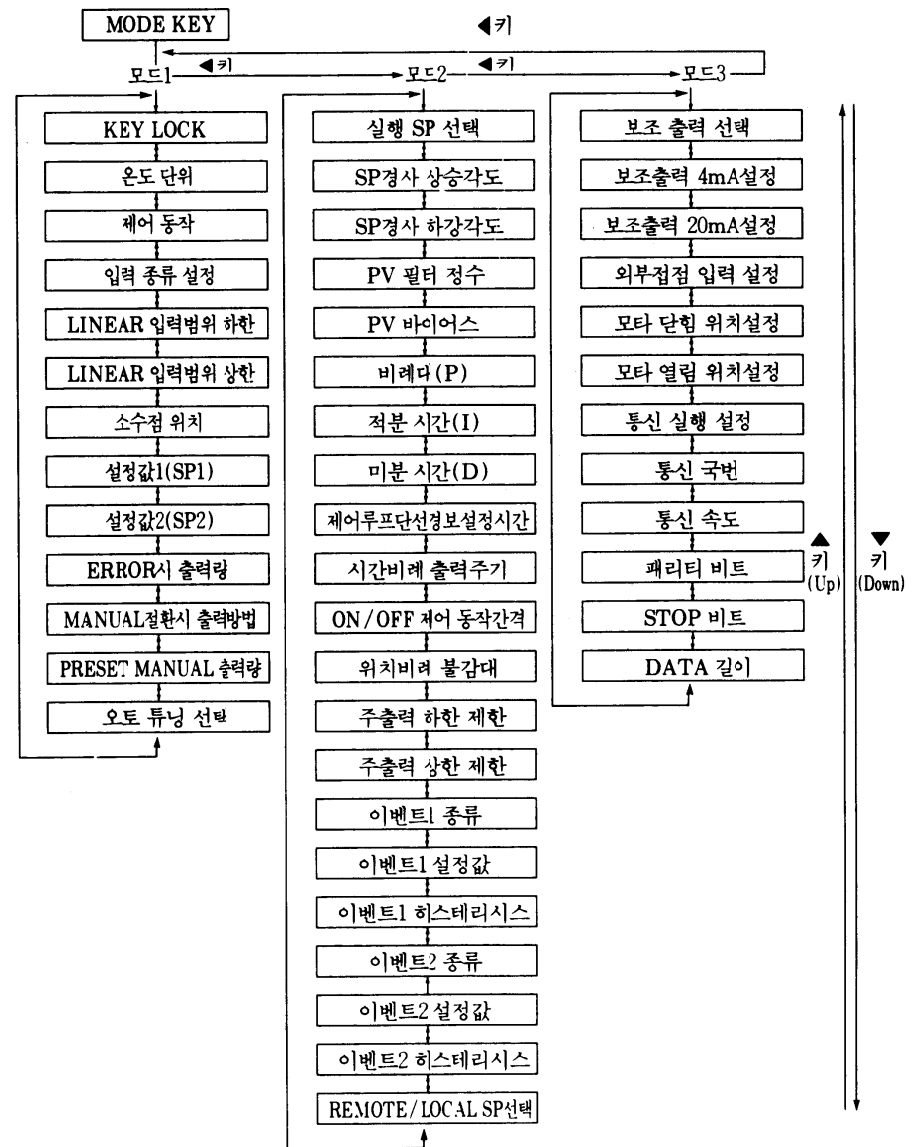 MODE KEY
◀키
모드1
◀키
모드2
◀키
모드3
KEY LOCK
온도 단위
제어 동작
입력 종류 설정
LINEAR 입력범위 하한
LINEAR 입력범위 상한
소수점 위치
설정값1(SP1)
설정값2(SP2)
ERROR시 출력량
MANUAL절환시 출력방법
PRESET MANUAL 출력량
오토 튜닝 선택
실행 SP 선택
SP경사 상승각도
SP경사 하강각도
PV 필터 정수
PV 바이어스
비례대(P)
적분 시간(I)
미분 시간(D)
제어루프단선경보설정시간
시간비례 출력주기
ON/OFF 제어 동작간격
위치비례 불감대
주출력 하한 제한
주출력 상한 제한
이벤트1 종류
이벤트1 설정값
이벤트1 히스테리시스
이벤트2 종류
이벤트2 설정값
이벤트2 히스테리시스
REMOTE/LOCAL SP선택
보조 출력 선택
보조출력 4mA설정
보조출력 20mA설정
외부접점 입력 설정
모타 닫힘 위치설정
모타 열림 위치설정
통신 실행 설정
통신 국번
통신 속도
패리티 비트
STOP 비트
DATA 길이
▲
키
(Up)
▼
키
(Down)